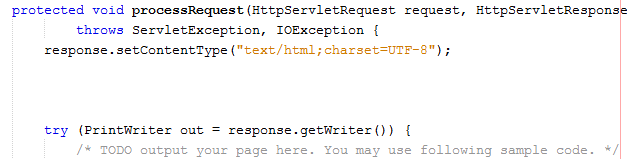 protected void processRequest(HttpServletRequest request, HttpServletResponse
throws ServletException, IOException {
response.setContentType("text/html;charset=UTF-8");
try (PrintWriter out = response.getWriter()) {
/* TODO output your page here. You may use following sample code. */